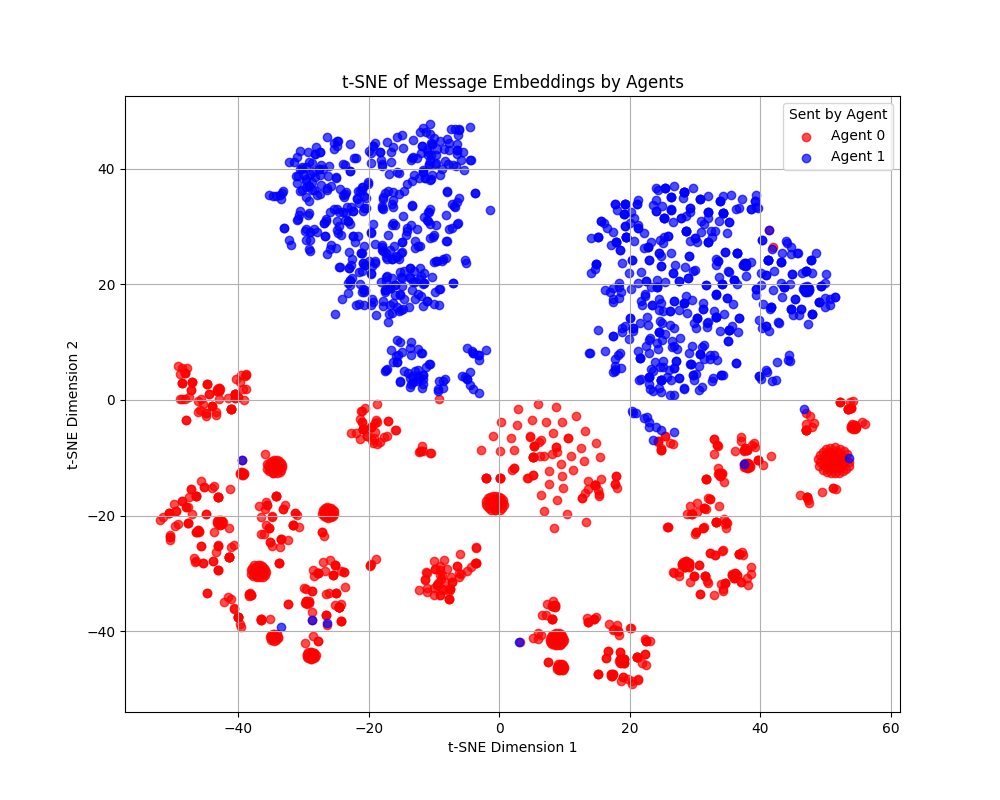 t-SNE of Message Embeddings by Agents
Sent by Agent
Agent 0
Agent 1
t-SNE Dimension 2
40
20
0
−20
−40
−40
−20
0
20
40
60
t-SNE Dimension 1